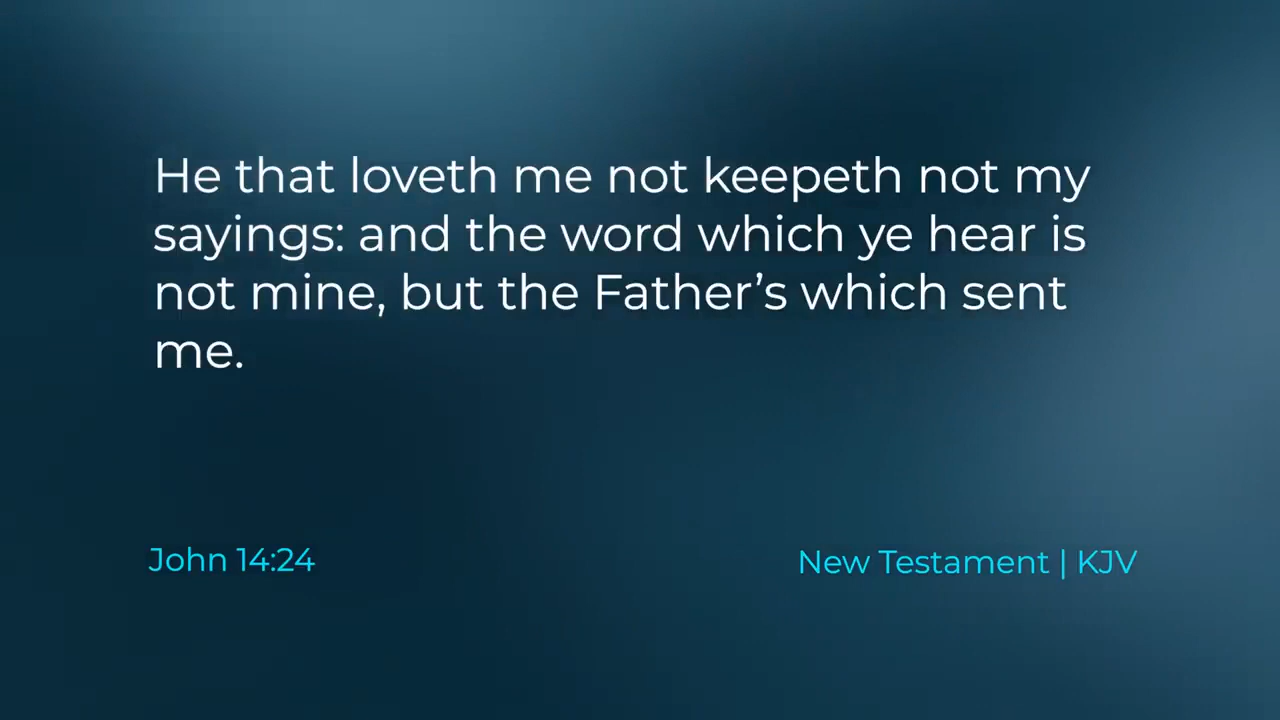 He that loveth me not keepeth not my
sayings: and the word which ye hear is
not mine, but the Father’s which sent
me.
John 14:24
New Testament | KJV